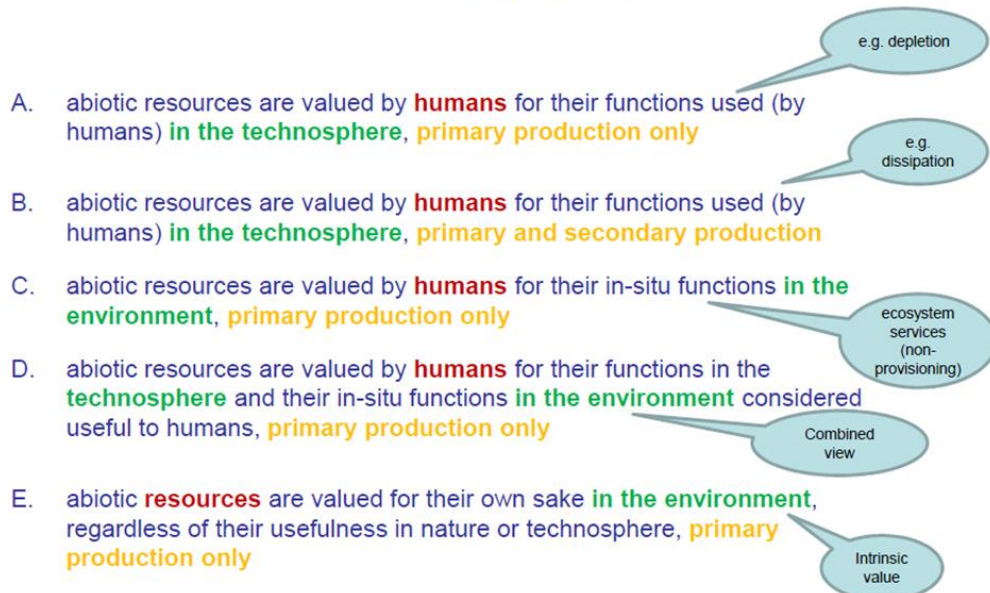 e.g. depletion
A. abiotic resources are valued by humans for their functions used (by
humans) in the technosphere, primary production only
e.g.
dissipation
B. abiotic resources are valued by humans for their functions used (by
humans) in the technosphere, primary and secondary production
C. abiotic resources are valued by humans for their in-situ functions in the
environment, primary production only
ecosystem
services
(non-
provisioning)
D. abiotic resources are valued by humans for their functions in the
technosphere and their in-situ functions in the environment considered
useful to humans, primary production only
Combined
view
E. abiotic resources are valued for their own sake in the environment,
regardless of their usefulness in nature or technosphere, primary
production only
Intrinsic
value